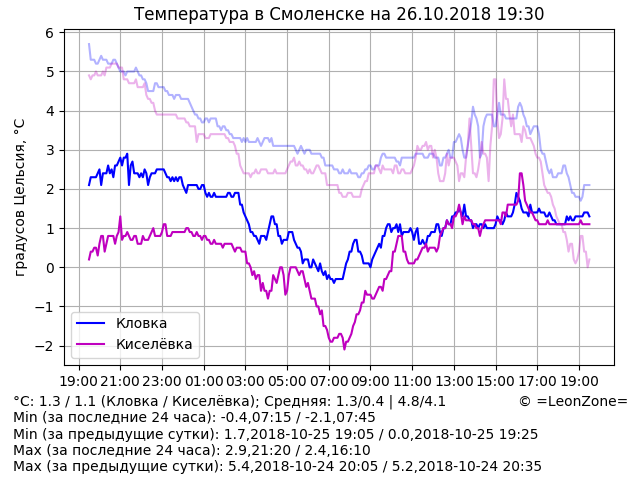 Температура в Смоленске на 26.10.2018 19:30
градусов Цельсия, °C
6
5
4
3
2
1
0
−1
−2
Кловка
Киселёвка
19:00 21:00 23:00 01:00 03:00 05:00 07:00 09:00 11:00 13:00 15:00 17:00 19:00
°C: 1.3 / 1.1 (Кловка / Киселёвка); Средняя: 1.3/0.4 | 4.8/4.1 © =LeonZone=
Min (за последние 24 часа): -0.4,07:15 / -2.1,07:45
Min (за предыдущие сутки): 1.7,2018-10-25 19:05 / 0.0,2018-10-25 19:25
Max (за последние 24 часа): 2.9,21:20 / 2.4,16:10
Max (за предыдущие сутки): 5.4,2018-10-24 20:05 / 5.2,2018-10-24 20:35